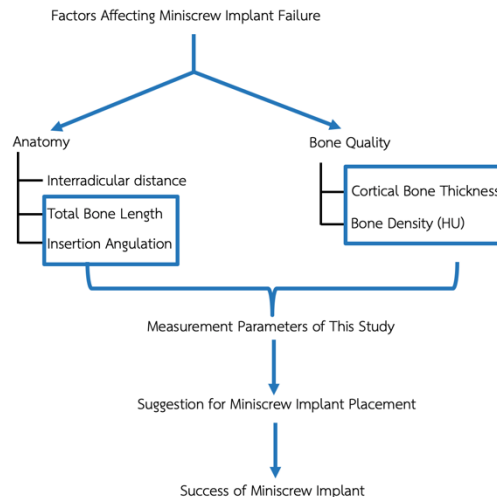 Factors Affecting Miniscrew Implant Failure
Anatomy
Bone Quality
Interradicular distance
Total Bone Length
Insertion Angulation
Cortical Bone Thickness
Bone Density (HU)
Measurement Parameters of This Study
Suggestion for Miniscrew Implant Placement
Success of Miniscrew Implant